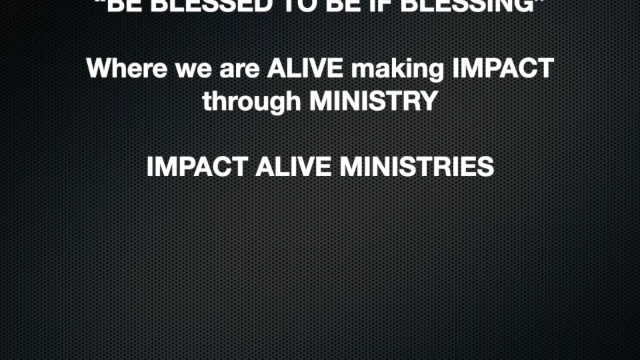 "BE BLESSED TO BE IF BLESSING"
Where we are ALIVE making IMPACT
through MINISTRY
IMPACT ALIVE MINISTRIES